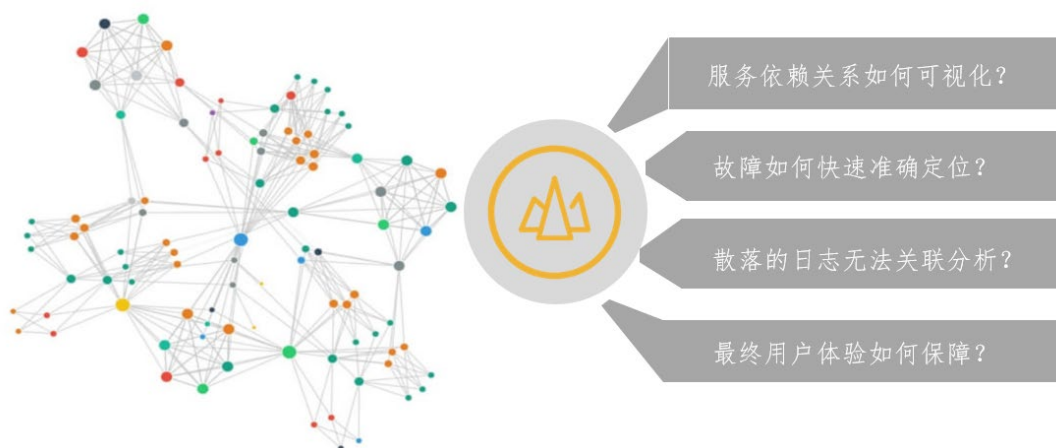 服务依赖关系如何可视化？
故障如何快速准确定位？
散落的日志无法关联分析？
最终用户体验如何保障？